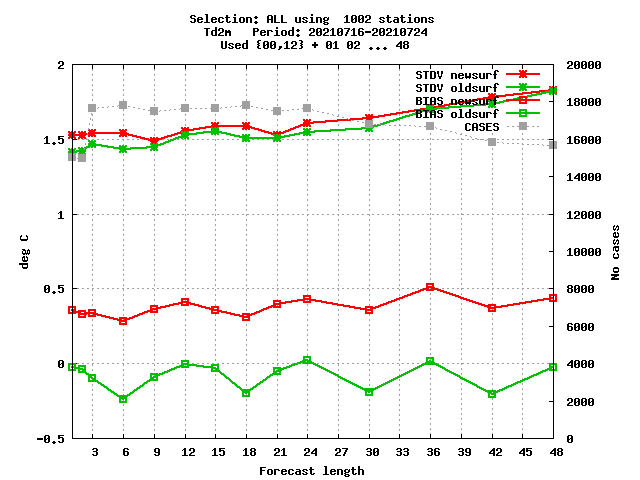 Selection: ALL using  1002 stations
Td2m   Period: 20210716-20210724
Used {00,12} + 01 02 ... 48
STDV newsurf
STDV oldsurf
BIAS newsurf
BIAS oldsurf
CASES
2
1.5
1
0.5
0
-0.5
deg C
20000
18000
16000
14000
12000
10000
8000
6000
4000
2000
0
No cases
3 6 9 12 15 18 21 24 27 30 33 36 39 42 45 48
Forecast length